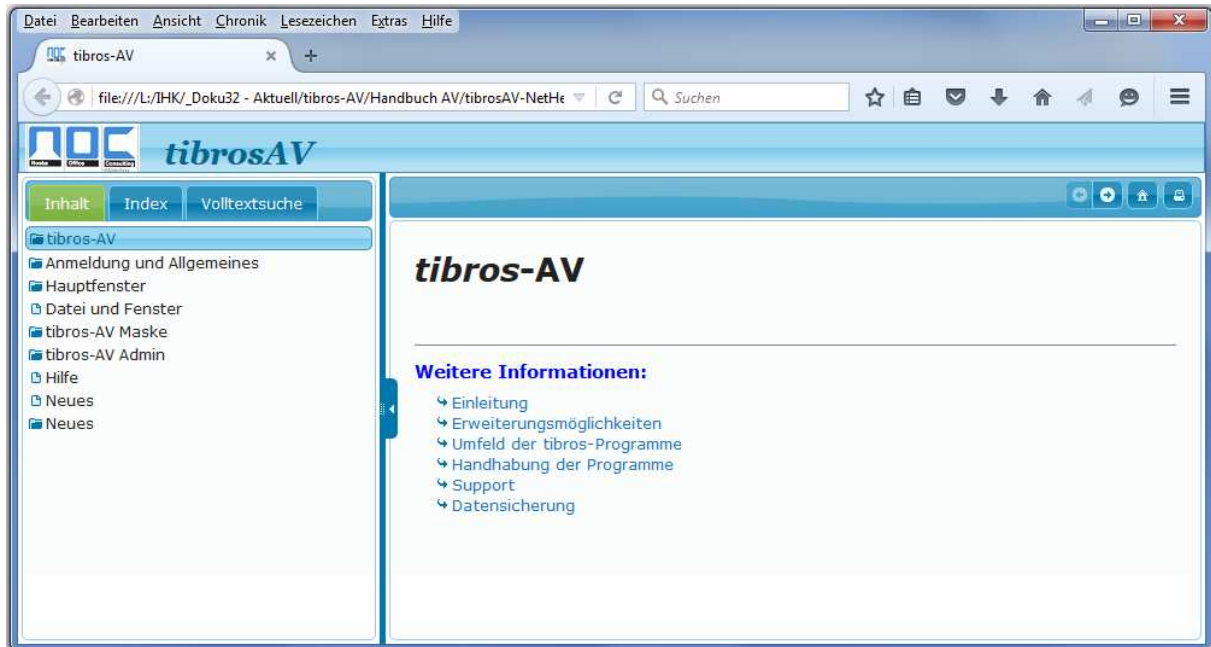 Datei Bearbeiten Ansicht Chronik Lesezeichen Extras Hilfe
tibros-AV
file:///L:/IHK/_Doku32 - Aktuell/tibros-AV/Handbuch AV/tibrosAV-NetHe
Suchen
Office Consulting
tibrosAV
Inhalt Index Volltextsuche
tibros-AV
Anmeldung und Allgemeines
Hauptfenster
Datei und Fenster
tibros-AV Maske
tibros-AV Admin
Hilfe
Neues
Neues
tibros-AV
Weitere Informationen:
Einleitung
Erweiterungsmöglichkeiten
Umfeld der tibros-Programme
Handhabung der Programme
Support
Datensicherung